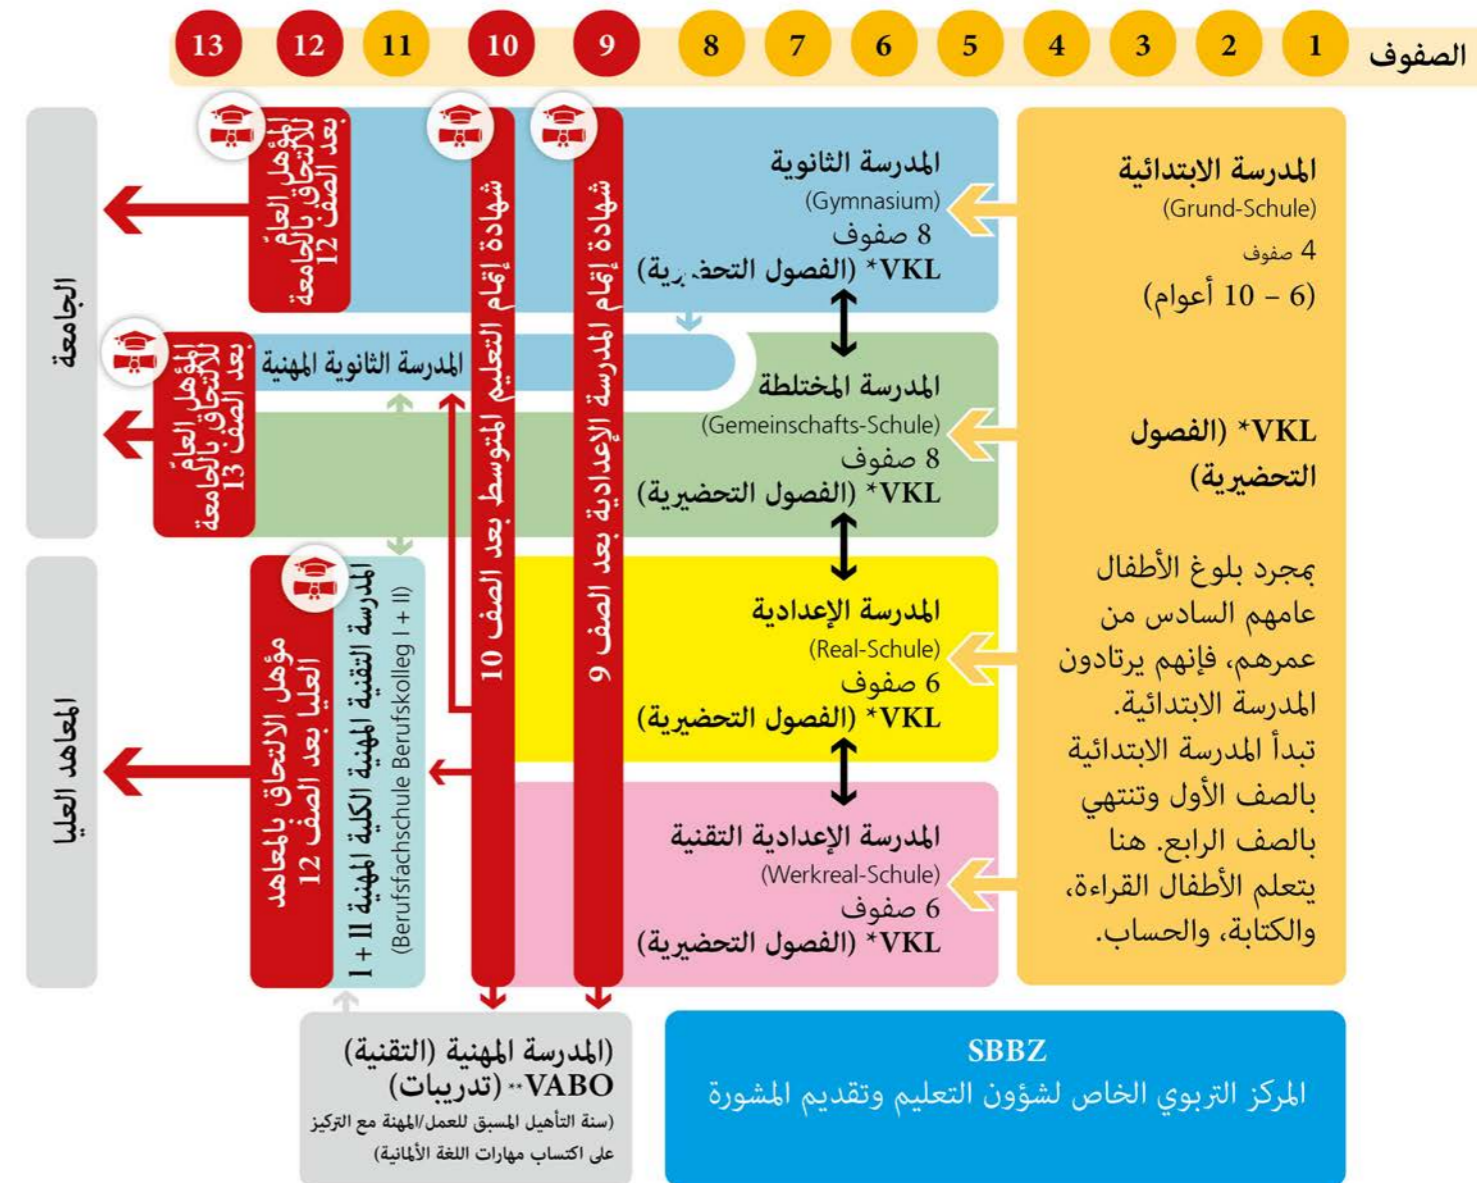 الصفوف 1 2 3 4 5 6 7 8 9 10 11 12 13
المدرسة الابتدائية
(Grund-Schule)
4 صفوف
(6 – 10 أعوام)
VKL* (الفصول
التحضيرية)
بمجرد بلوغ الأطفال
عامهم السادس من
عمرهم، فإنهم يرتادون
المدرسة الابتدائية.
تبدأ المدرسة الابتدائية
بالصف الأول وتنتهي
بالصف الرابع. هنا
يتعلم الأطفال القراءة،
والكتابة، والحساب.
المدرسة الثانوية
(Gymnasium)
8 صفوف
VKL* (الفصول التحضيرية)
المدرسة المختلطة
(Gemeinschafts-Schule)
8 صفوف
VKL* (الفصول التحضيرية)
المدرسة الإعدادية
(Real-Schule)
6 صفوف
VKL* (الفصول التحضيرية)
المدرسة الإعدادية التقنية
(Werkreal-Schule)
6 صفوف
VKL* (الفصول التحضيرية)
شهادة إتمام المدرسة الإعدادية بعد الصف 9
شهادة إتمام التعليم المتوسط بعد الصف 10
المدرسة الثانوية المهنية
المدرسة التقنية المهنية الكلية المهنية I + II
(Berufsfachschule Berufskolleg I + II)
المؤهل العامّ
للالتحاق بالجامعة
بعد الصف 12
المؤهل العامّ
للالتحاق بالجامعة
بعد الصف 13
مؤهل الالتحاق بالمعاهد
العليا بعد الصف 12
الجامعة
المعاهد العليا
(المدرسة المهنية (التقنية)
VABO** (تدريبات)
(سنة التأهيل المسبق للعمل/المهنة مع التركيز
على اكتساب مهارات اللغة الألمانية)
SBBZ
المركز التربوي الخاص لشؤون التعليم وتقديم المشورة